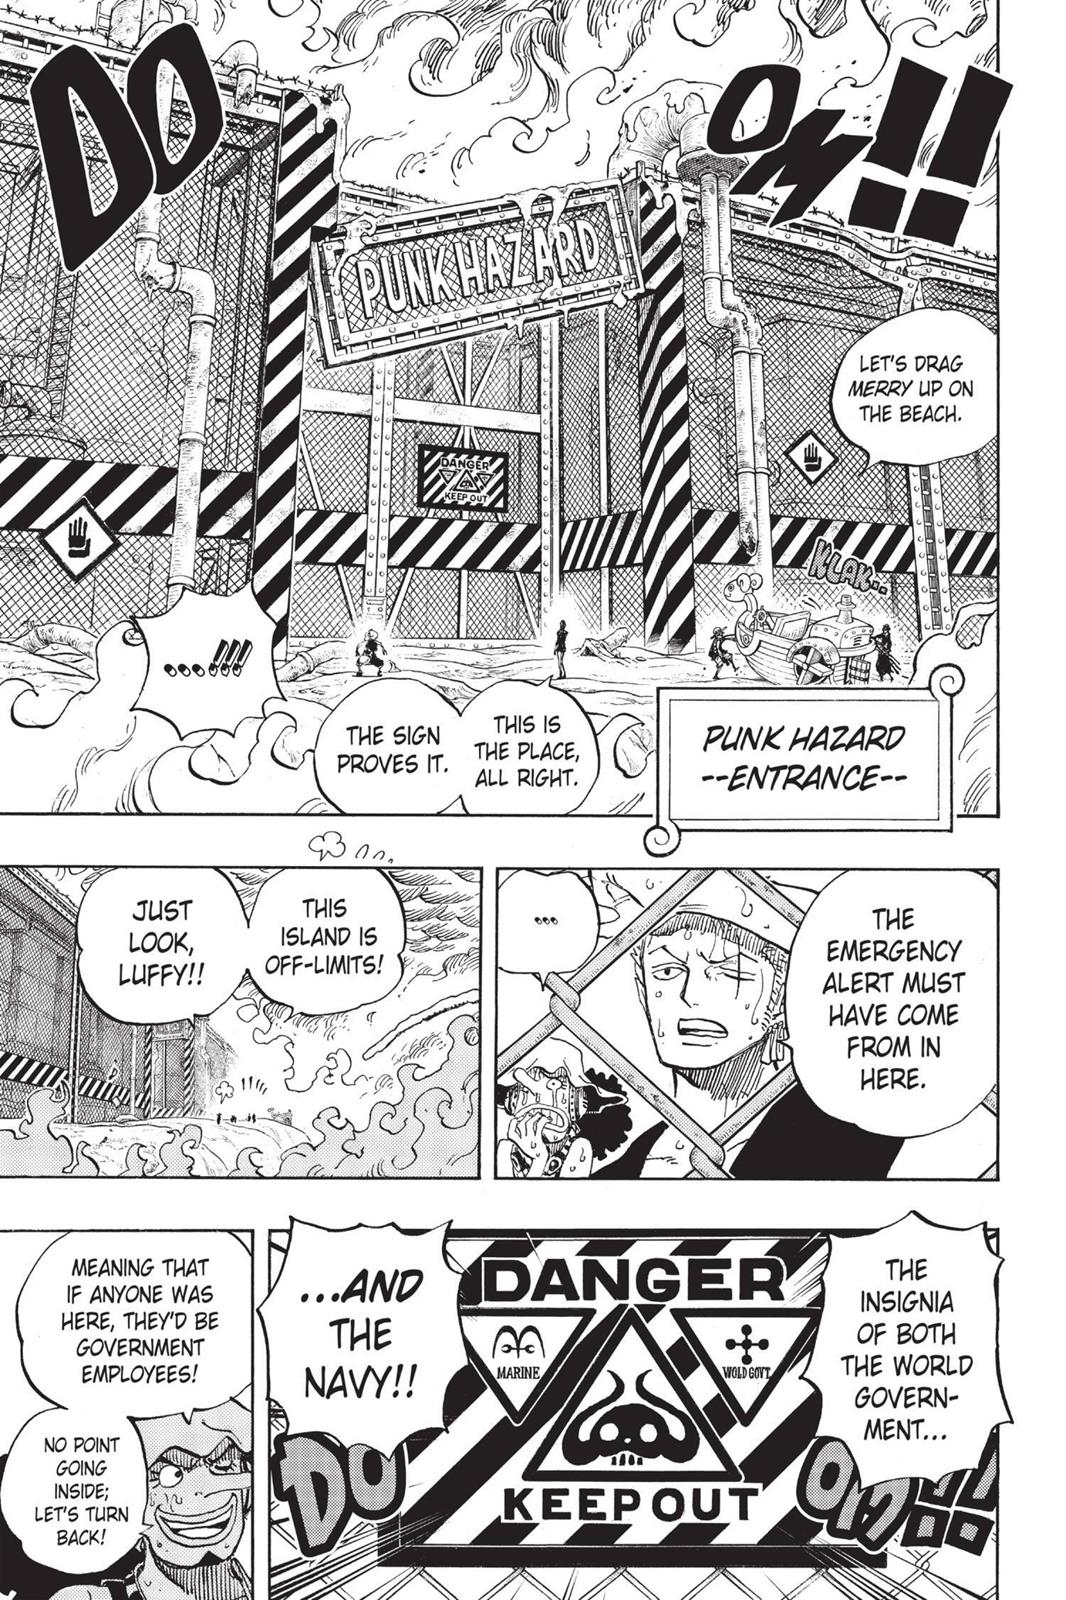 DOOM!!
PUNK HAZARD
LET'S DRAG
MERRY UP ON
THE BEACH.
DANGER
KEEP OUT
KLAK..
THIS IS
THE PLACE,
ALL RIGHT.
THE SIGN
PROVES IT.
...!!!
PUNK HAZARD
--ENTRANCE--
THE
EMERGENCY
ALERT MUST
HAVE COME
FROM IN
HERE.
...
THIS
ISLAND IS
OFF-LIMITS!
JUST
LOOK,
LUFFY!!
THE
INSIGNIA
OF BOTH
THE WORLD
GOVERN-
MENT...
...AND
THE
NAVY!!
DANGER
MARINE
WOLD GOVT
KEEP OUT
DOOM!!
MEANING THAT
IF ANYONE WAS
HERE, THEY'D BE
GOVERNMENT
EMPLOYEES!
NO POINT
GOING
INSIDE;
LET'S TURN
BACK!